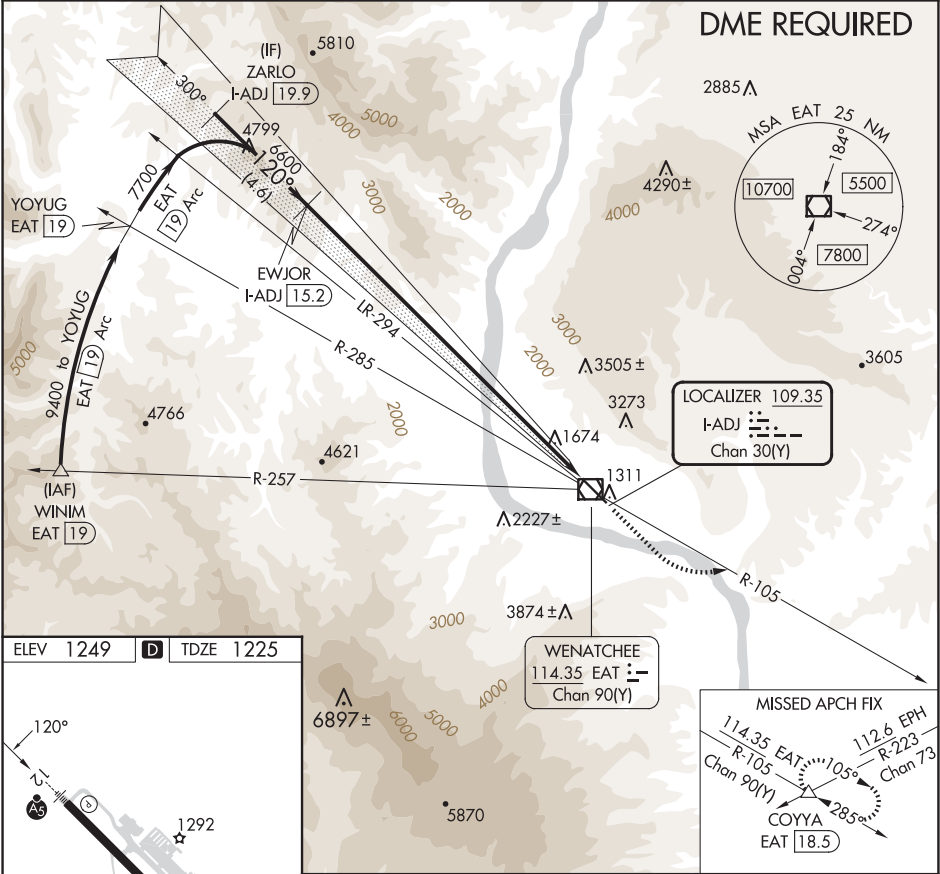 DME REQUIRED
5810
(IF)
ZARLO
I-ADJ 19.9
300°
2885
MSA EAT 25 NM
184°
10700
5500
274°
7800
004°
4799
4000
5000
6600
120°
(4.6)
3000
2000
4290±
4000
7700
EAT
19 Arc
YOYUG
EAT 19
EWJOR
I-ADJ 15.2
LR-294
R-285
9400 to YOYUG
EAT 19 Arc
5000
3000
2000
3505±
3605
3273
LOCALIZER 109.35
I-ADJ
Chan 30(Y)
4766
2000
4621
1674
1311
R-257
(IAF)
WINIM
EAT 19
2227±
R-105
3000
3874±
WENATCHEE
114.35 EAT
Chan 90(Y)
ELEV 1249 D TDZE 1225
120°
12
A5
P
1292
6897±
6000
5000
4000
5870
MISSED APCH FIX
114.35 EAT
R-105
Chan 90(Y)
112.6 EPH
R-223
Chan 73
105°
285°
COYYA
EAT 18.5